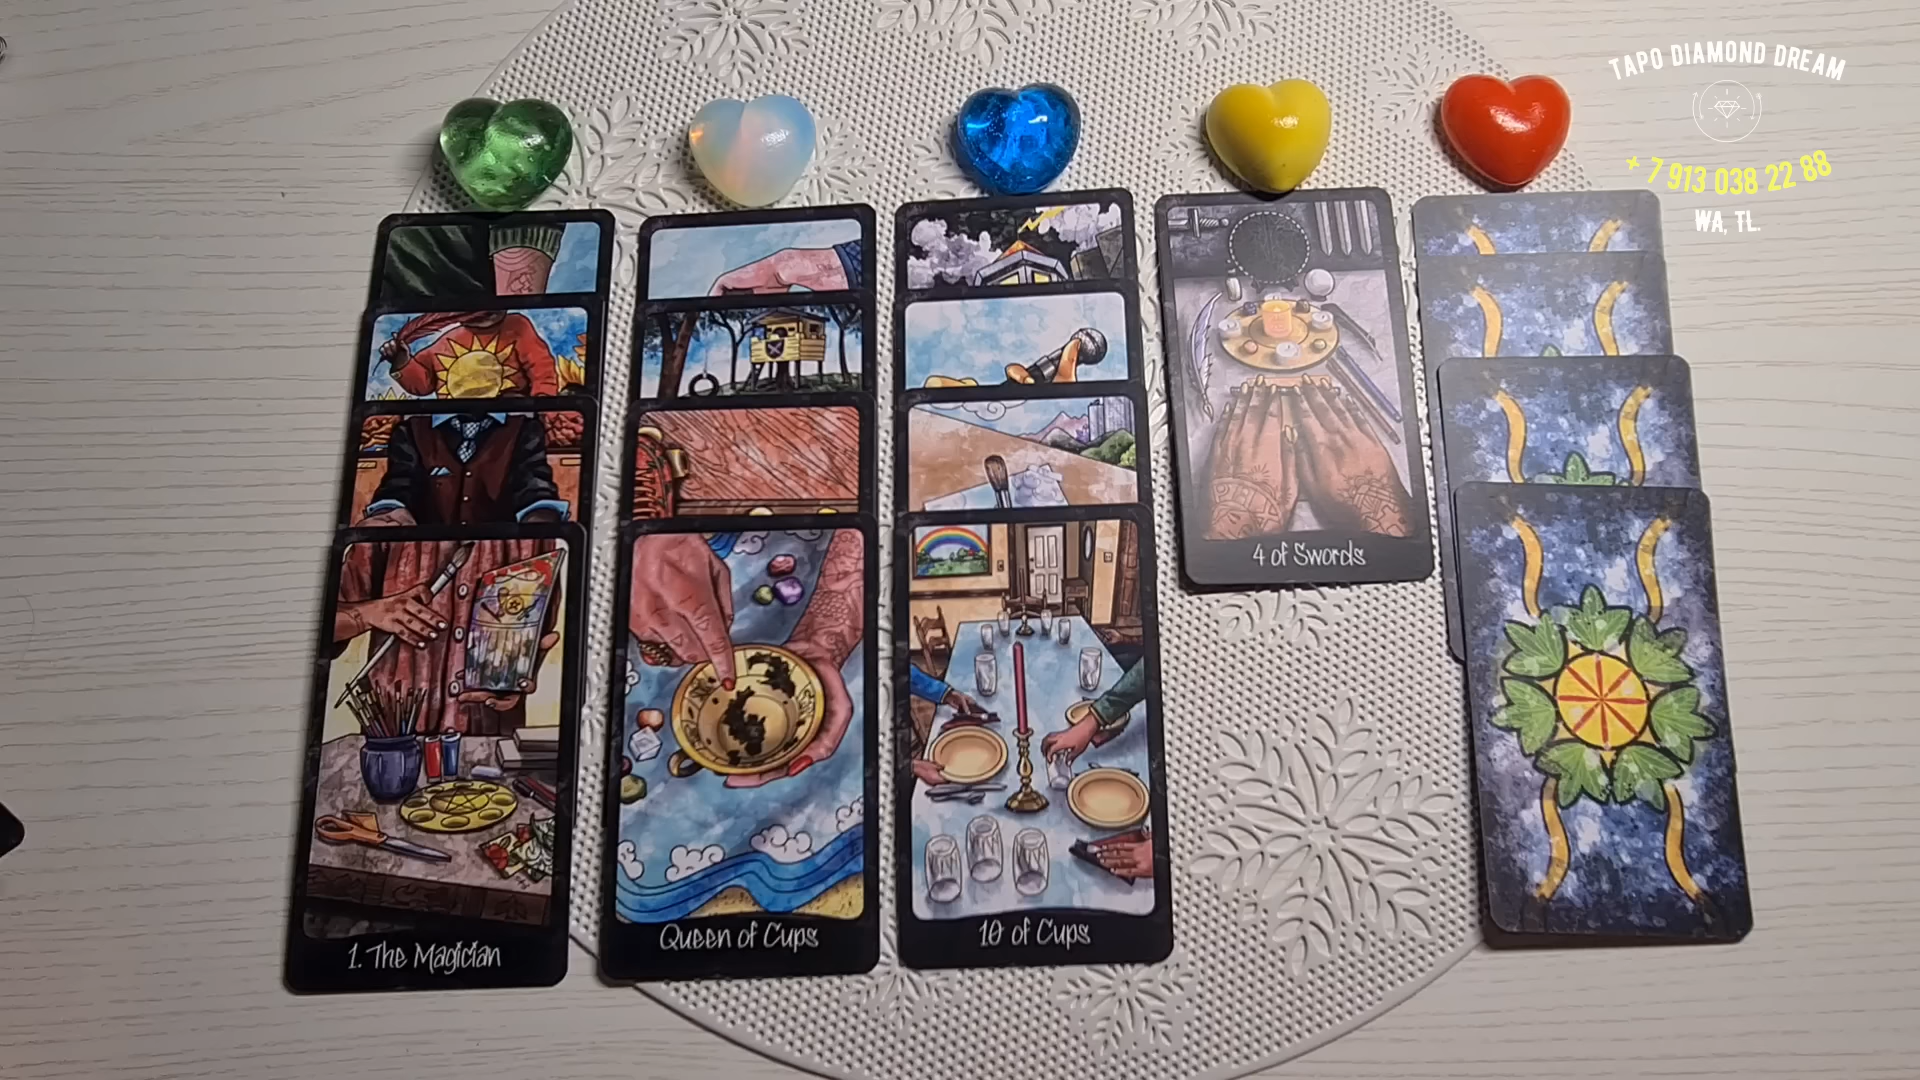 ТАРО DIAMOND DREAM
+ 7 913 038 22 88
WA, TL.
4 of Swords
1. The Magician
Queen of Cups
10 of Cups